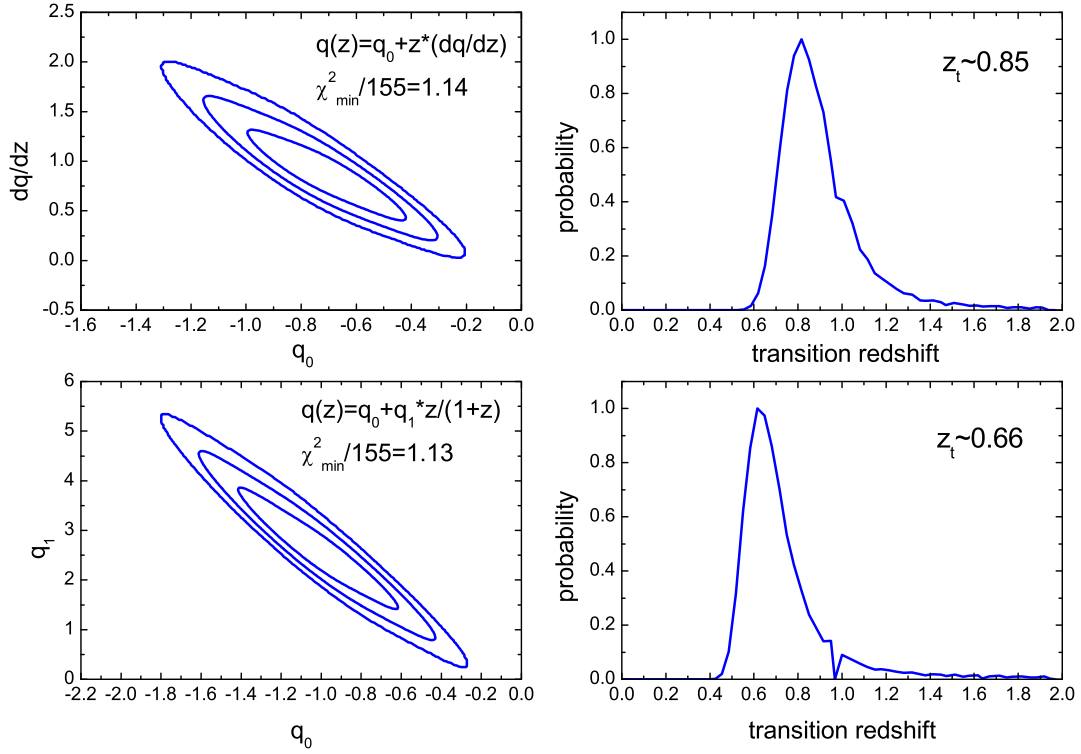 2.5
2.0
1.5
1.0
0.5
0.0
-0.5
dq/dz
q(z)=q₀+z*(dq/dz)
χ²min/155=1.14
-1.6 -1.4 -1.2 -1.0 -0.8 -0.6 -0.4 -0.2 0.0
q₀
1.0
0.8
0.6
0.4
0.2
0.0
probability
zt~0.85
0.0 0.2 0.4 0.6 0.8 1.0 1.2 1.4 1.6 1.8 2.0
transition redshift
6
5
4
3
2
1
0
q₁
q(z)=q₀+q₁*z/(1+z)
χ²min/155=1.13
-2.2 -2.0 -1.8 -1.6 -1.4 -1.2 -1.0 -0.8 -0.6 -0.4 -0.2 0.0
q₀
1.0
0.8
0.6
0.4
0.2
0.0
probability
zt~0.66
0.0 0.2 0.4 0.6 0.8 1.0 1.2 1.4 1.6 1.8 2.0
transition redshift